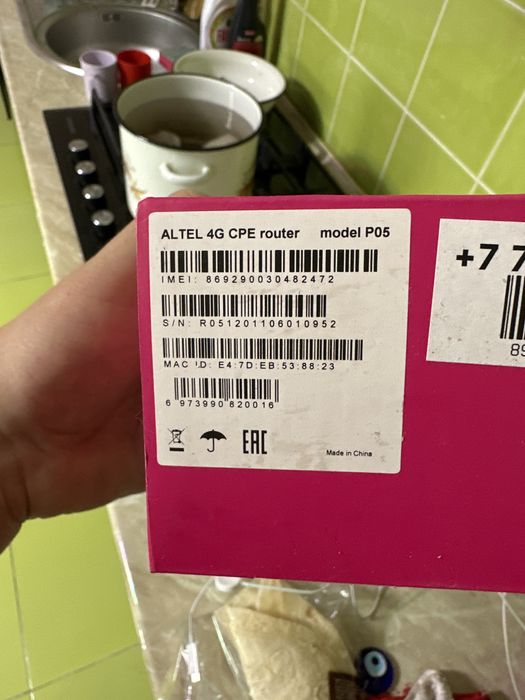 ALTEL 4G CPE router model P05
IMEI: 869290030482472
S/N: R051201106010952
MAC ID: E4:7D:EB:53:88:23
6 973990 820016
EAC
Made in China
+7 7
89